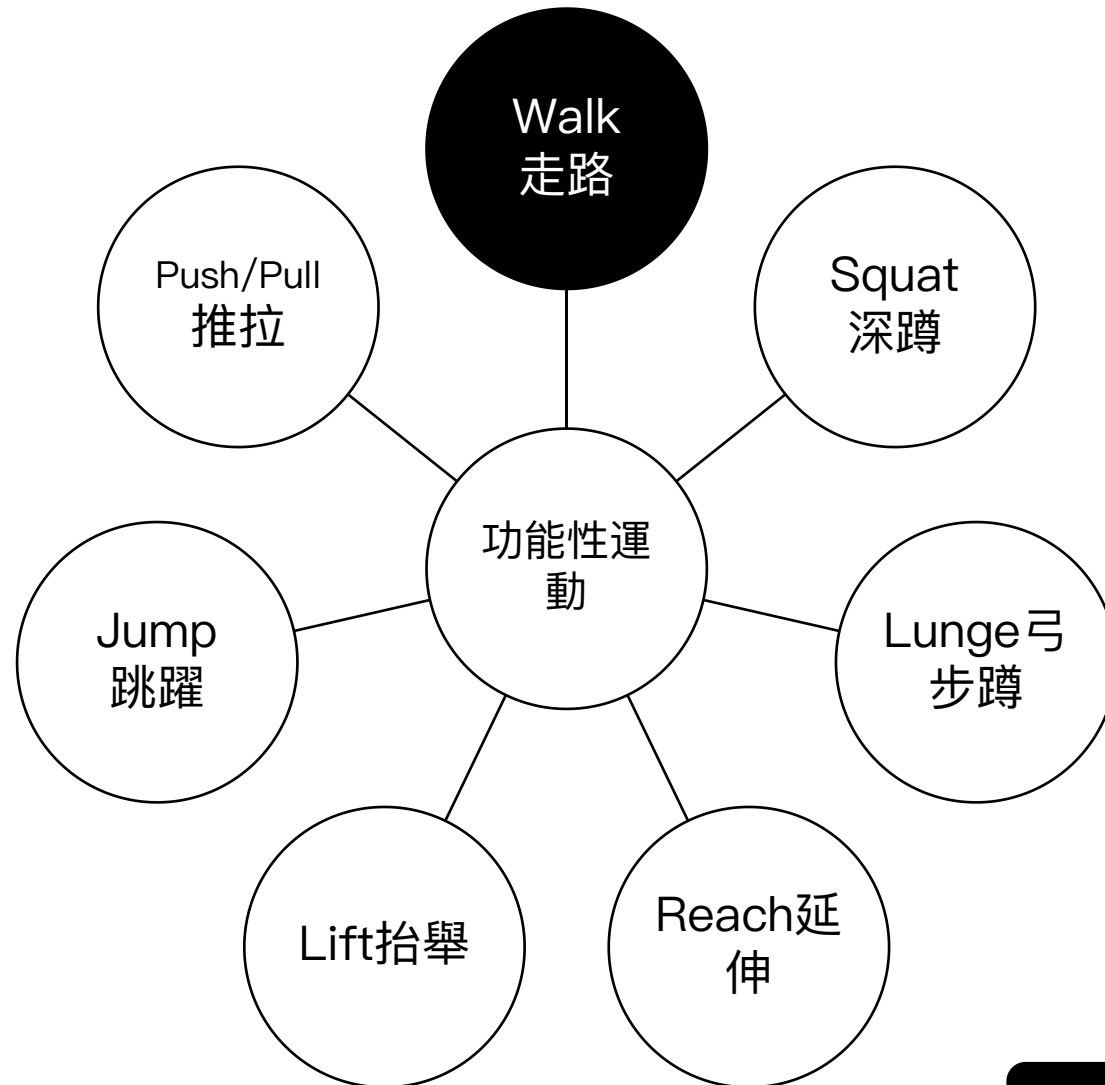 Walk
走路
Push/Pull
推拉
Squat
深蹲
功能性運
動
Jump
跳躍
Lunge弓
步蹲
Lift抬舉
Reach延
伸